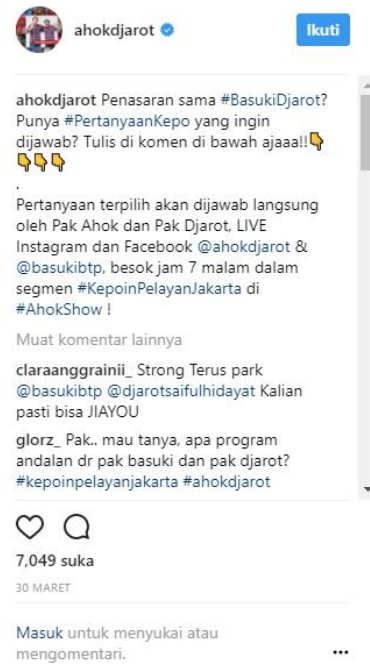 ahokdjarot
Ikuti
ahokdjarot Penasaran sama #BasukiDjarot?
Punya #PertanyaanKepo yang ingin
dijawab? Tulis di komen di bawah ajaaa!!👇
👇👇👇
.
Pertanyaan terpilih akan dijawab langsung
oleh Pak Ahok dan Pak Djarot, LIVE
Instagram dan Facebook @ahokdjarot &
@basukibtp, besok jam 7 malam dalam
segmen #KepoinPelayanJakarta di
#AhokShow !
Muat komentar lainnya
claraanggrainii_ Strong Terus park
@basukibtp @djarotsaifulhidayat Kalian
pasti bisa JIAYOU
glorz_ Pak.. mau tanya, apa program
andalan dr pak basuki dan pak djarot?
#kepoinpelayanjakarta #ahokdjarot
7,049 suka
30 MARET
Masuk untuk menyukai atau
mengomentari.